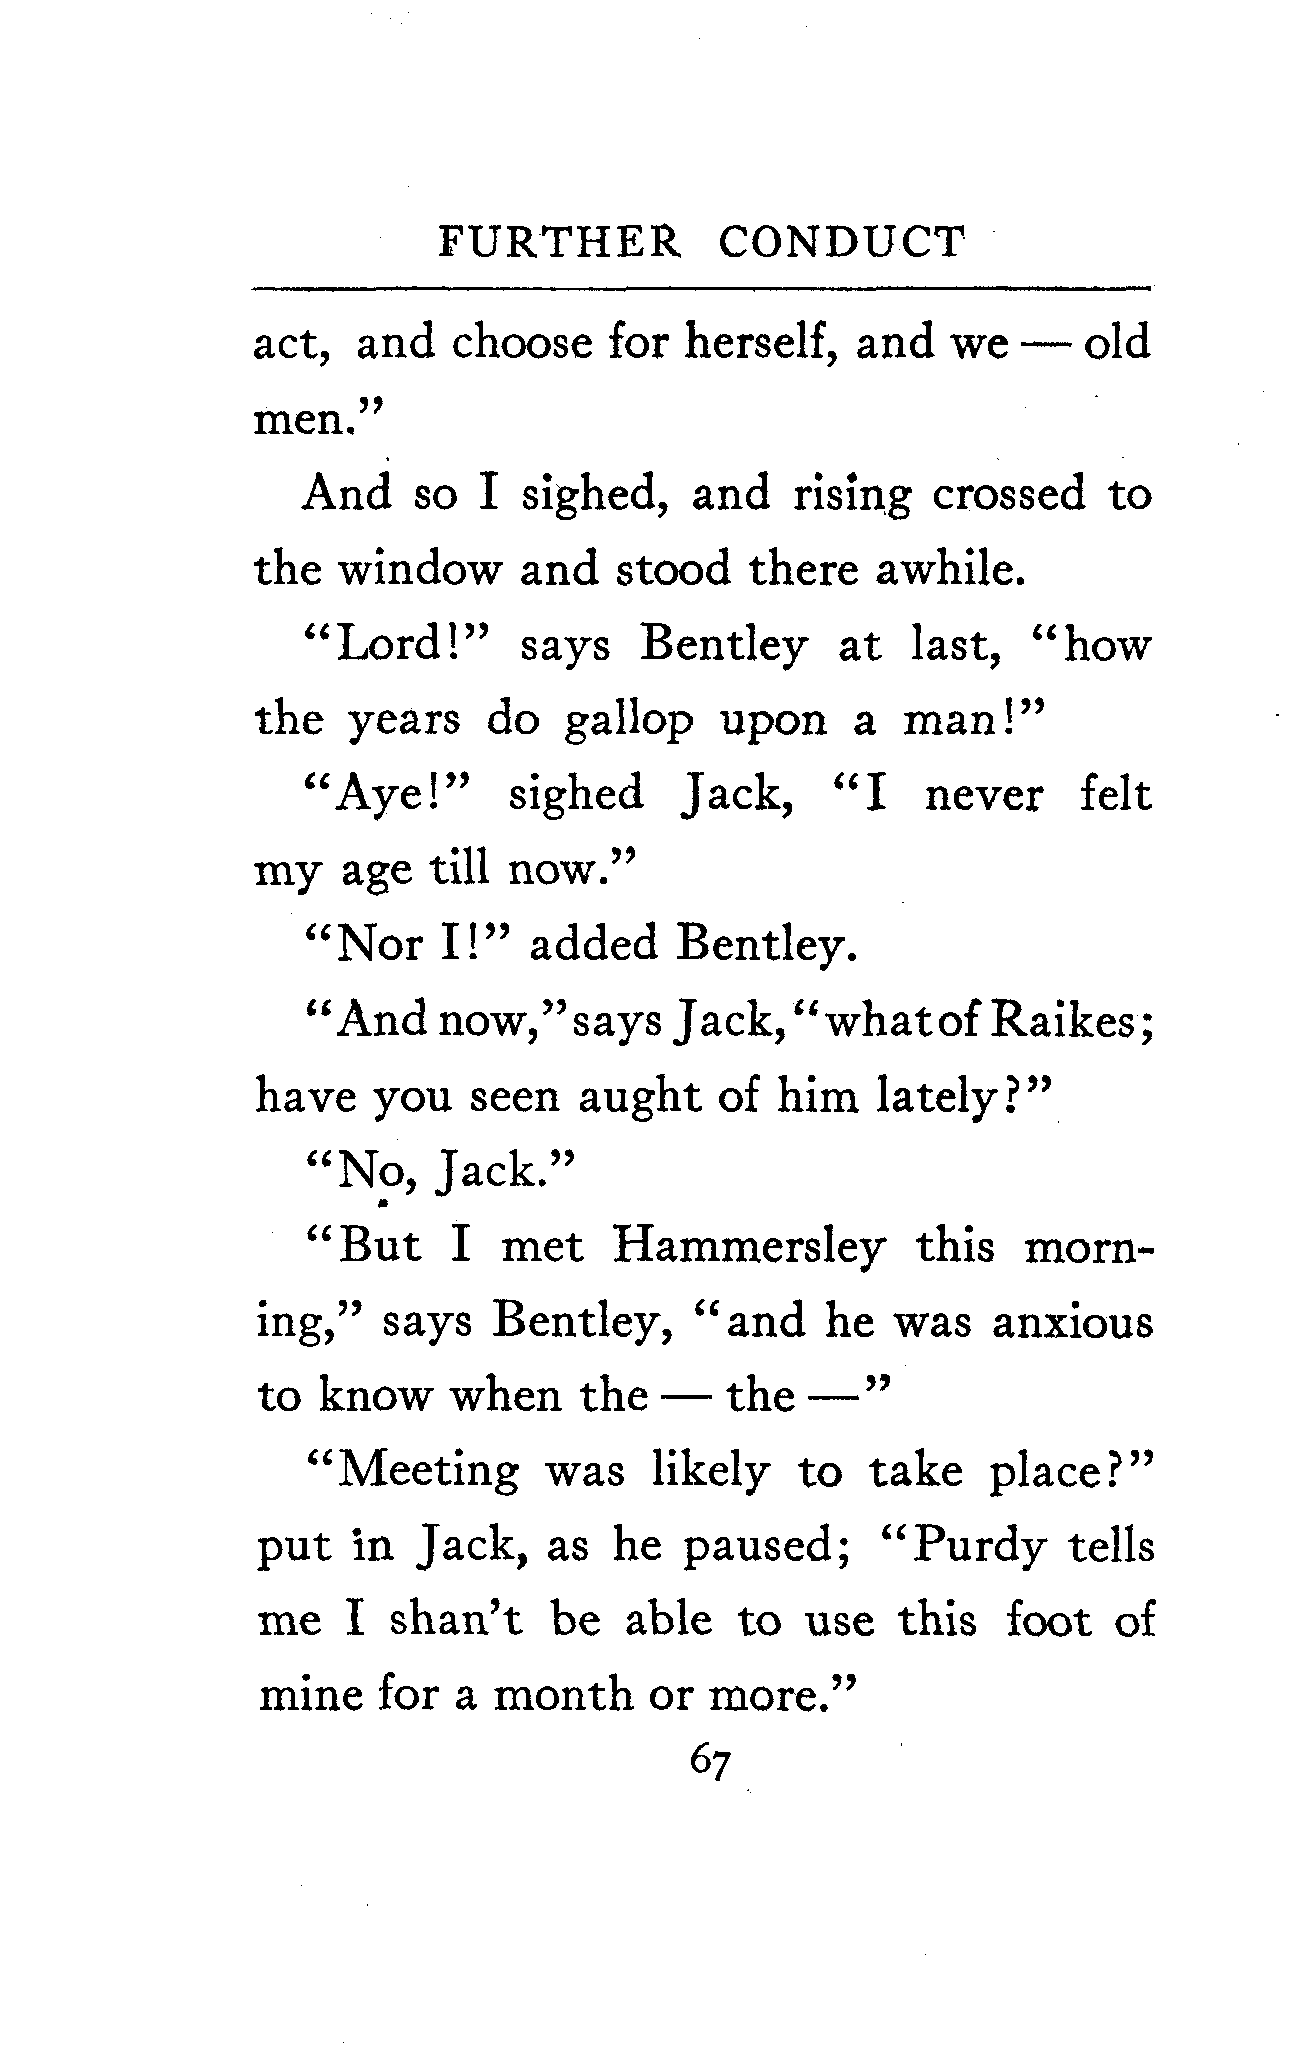 FURTHER CONDUCT
act, and choose for herself, and we — old
men."
And so I sighed, and rising crossed to
the window and stood there awhile.
"Lord!" says Bentley at last, "how
the years do gallop upon a man!"
"Aye!" sighed Jack, "I never felt
my age till now."
"Nor I!" added Bentley.
"And now," says Jack, "what of Raikes;
have you seen aught of him lately?"
"No, Jack."
"But I met Hammersley this morn-
ing," says Bentley, "and he was anxious
to know when the — the —"
"Meeting was likely to take place?"
put in Jack, as he paused; "Purdy tells
me I shan't be able to use this foot of
mine for a month or more."
67